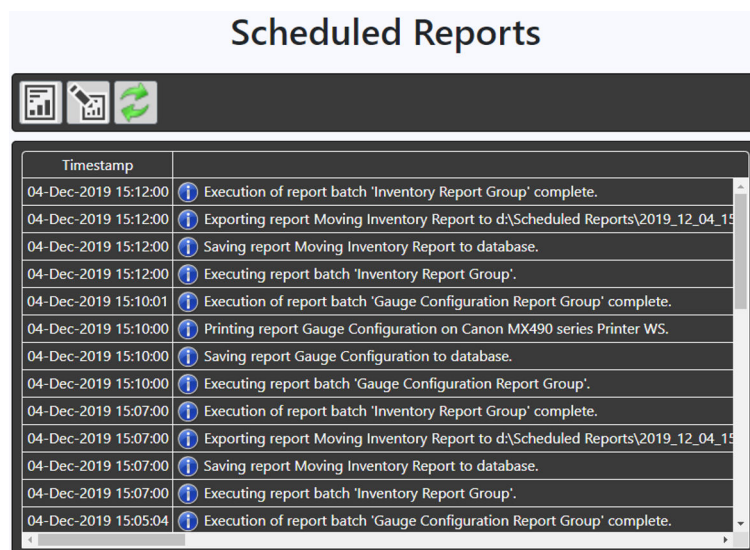 Scheduled Reports
Timestamp
04-Dec-2019 15:12:00 Execution of report batch 'Inventory Report Group' complete.
04-Dec-2019 15:12:00 Exporting report Moving Inventory Report to d:\Scheduled Reports\2019_12_04_15
04-Dec-2019 15:12:00 Saving report Moving Inventory Report to database.
04-Dec-2019 15:12:00 Executing report batch 'Inventory Report Group'.
04-Dec-2019 15:10:01 Execution of report batch 'Gauge Configuration Report Group' complete.
04-Dec-2019 15:10:00 Printing report Gauge Configuration on Canon MX490 series Printer WS.
04-Dec-2019 15:10:00 Saving report Gauge Configuration to database.
04-Dec-2019 15:10:00 Executing report batch 'Gauge Configuration Report Group'.
04-Dec-2019 15:07:00 Execution of report batch 'Inventory Report Group' complete.
04-Dec-2019 15:07:00 Exporting report Moving Inventory Report to d:\Scheduled Reports\2019_12_04_15
04-Dec-2019 15:07:00 Saving report Moving Inventory Report to database.
04-Dec-2019 15:07:00 Executing report batch 'Inventory Report Group'.
04-Dec-2019 15:05:04 Execution of report batch 'Gauge Configuration Report Group' complete.